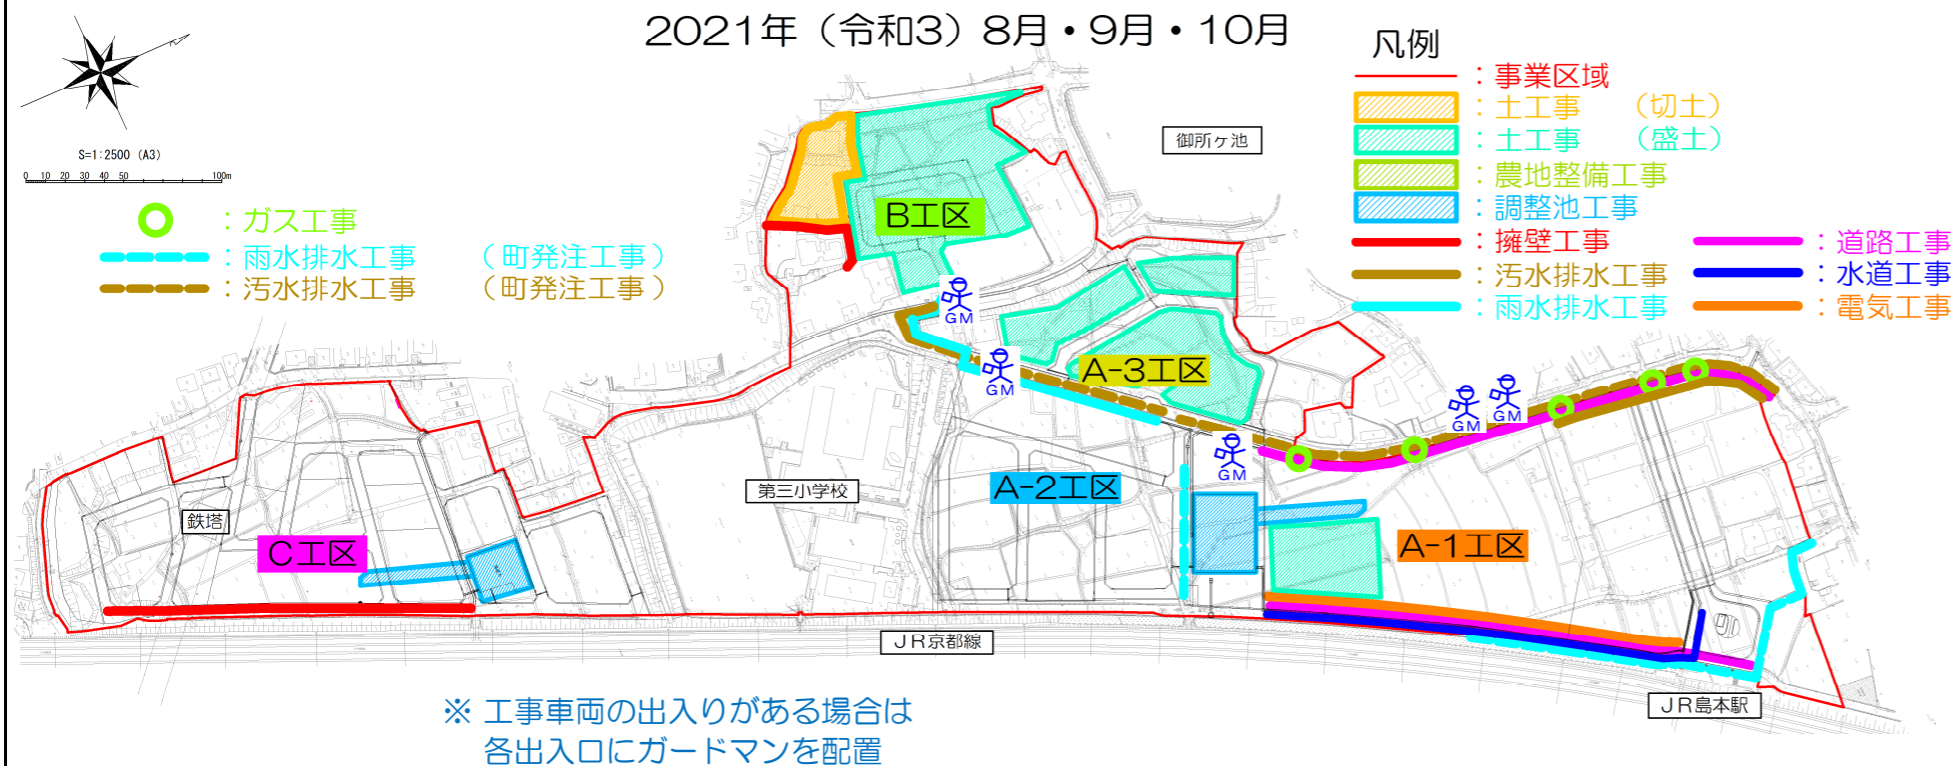 2021年（令和3）8月・9月・10月
S=1:2500 (A3)
0 10 20 30 40 50 100m
：ガス工事
：雨水排水工事 （町発注工事）
：汚水排水工事 （町発注工事）
凡例
：事業区域
：土工事 （切土）
：土工事 （盛土）
：農地整備工事
：調整池工事
：擁壁工事
：汚水排水工事
：雨水排水工事
：道路工事
：水道工事
：電気工事
御所ヶ池
B工区
GM
GM
A-3工区
GM
GM
GM
第三小学校
A-2工区
鉄塔
C工区
A-1工区
JR京都線
JR島本駅
※ 工事車両の出入りがある場合は
各出入口にガードマンを配置